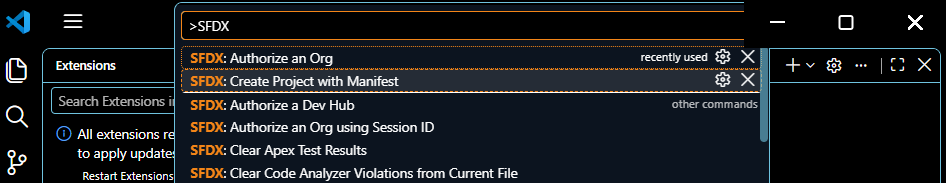 >SFDX
SFDX: Authorize an Org
recently used
SFDX: Create Project with Manifest
SFDX: Authorize a Dev Hub
other commands
SFDX: Authorize an Org using Session ID
SFDX: Clear Apex Test Results
SFDX: Clear Code Analyzer Violations from Current File
Extensions
Search Extensions in
All extensions re
to apply update
Restart Extensions